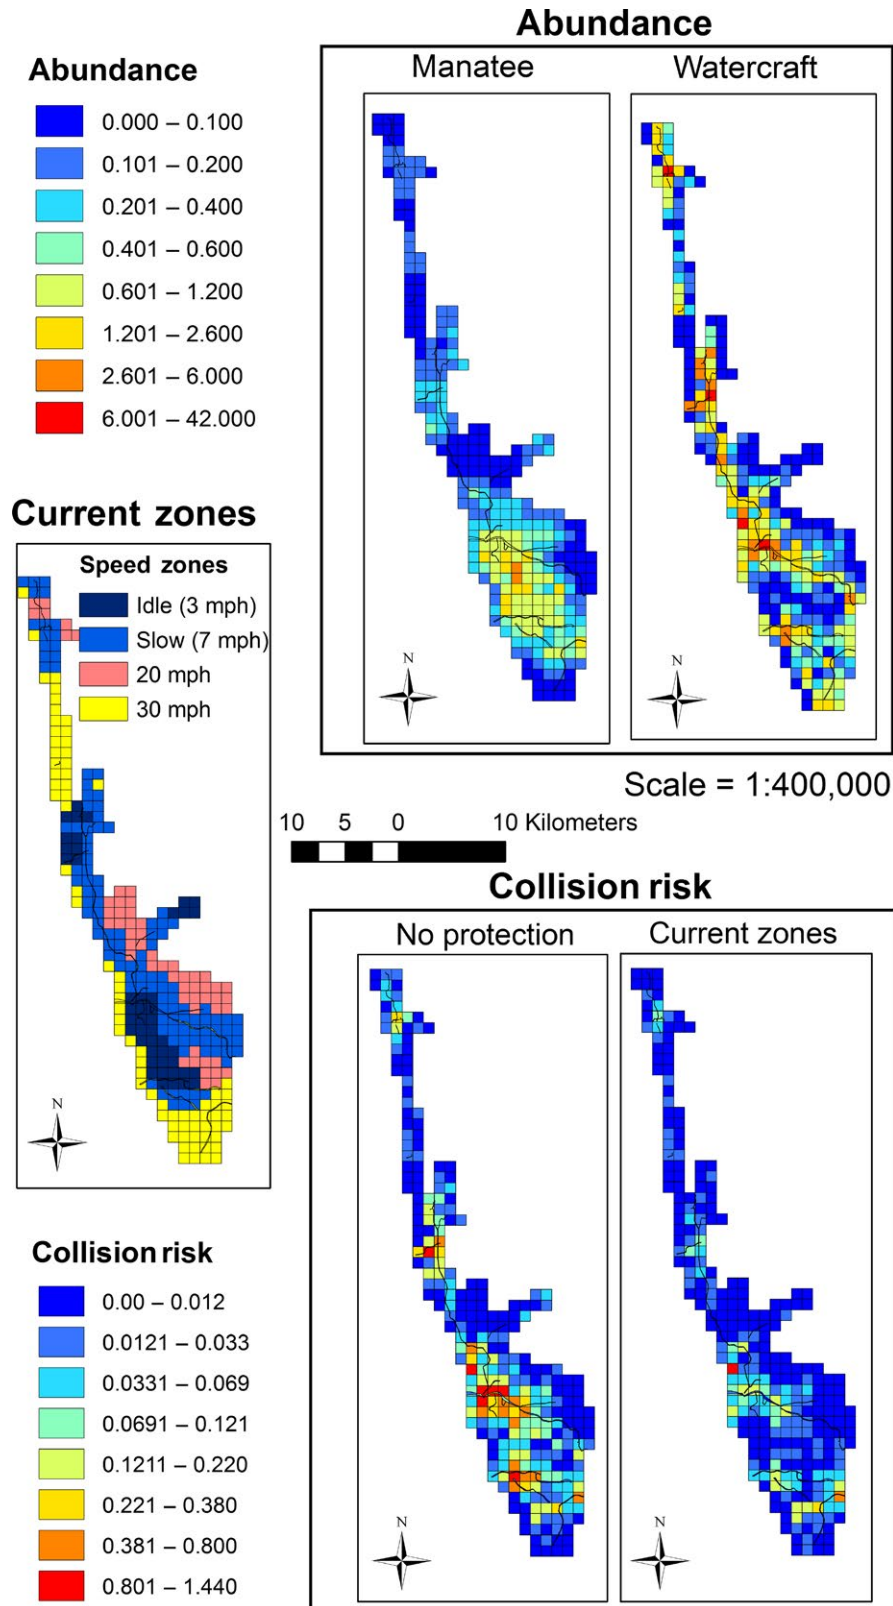 Abundance
Manatee
Watercraft
Abundance
0.000 – 0.100
0.101 – 0.200
0.201 – 0.400
0.401 – 0.600
0.601 – 1.200
1.201 – 2.600
2.601 – 6.000
6.001 – 42.000
N
N
Current zones
Speed zones
Idle (3 mph)
Slow (7 mph)
20 mph
30 mph
N
Scale = 1:400,000
10 5 0 10 Kilometers
Collision risk
No protection
Current zones
N
N
Collision risk
0.00 – 0.012
0.0121 – 0.033
0.0331 – 0.069
0.0691 – 0.121
0.1211 – 0.220
0.221 – 0.380
0.381 – 0.800
0.801 – 1.440